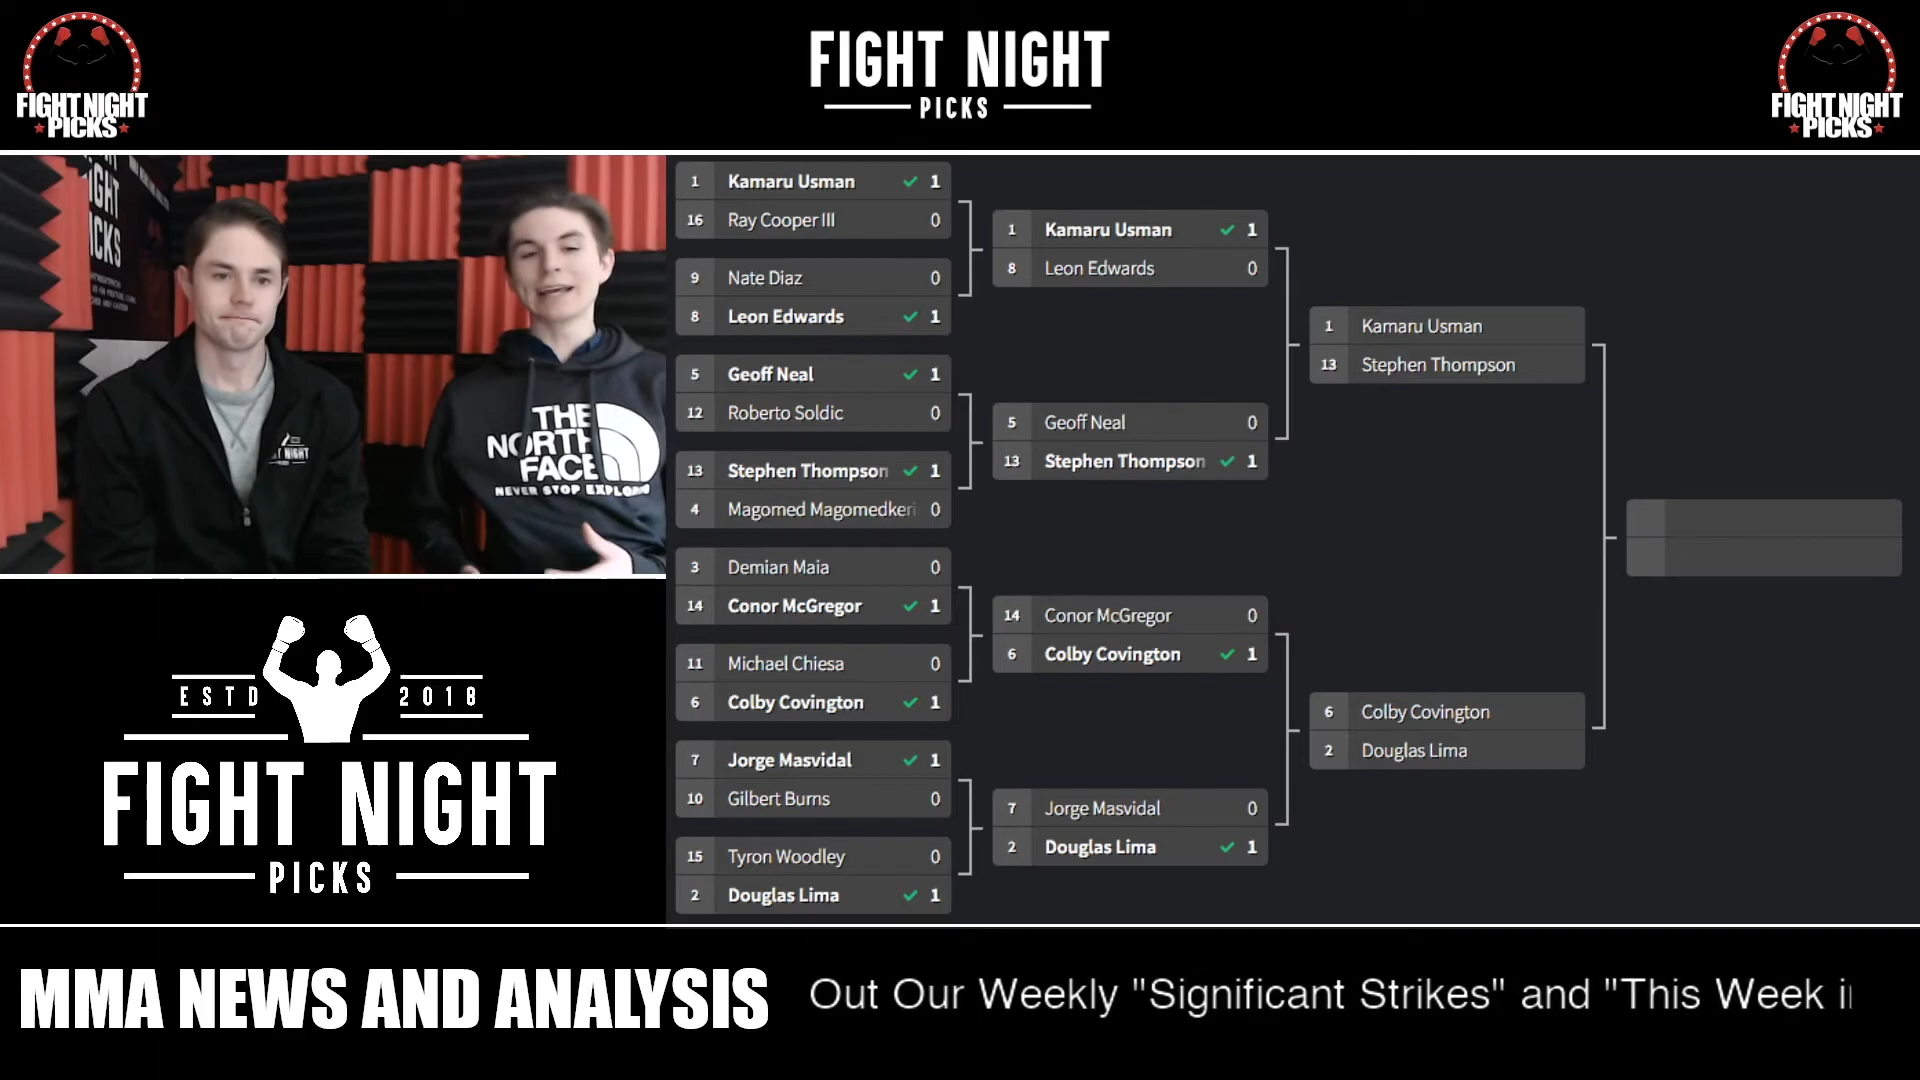 FIGHT NIGHT
PICKS
FIGHT NIGHT
PICKS
FIGHT NIGHT
PICKS
1 Kamaru Usman 1
16 Ray Cooper III 0
9 Nate Diaz 0
8 Leon Edwards 1
5 Geoff Neal 1
12 Roberto Soldic 0
13 Stephen Thompson 1
4 Magomed Magomedkeri 0
3 Demian Maia 0
14 Conor McGregor 1
11 Michael Chiesa 0
6 Colby Covington 1
7 Jorge Masvidal 1
10 Gilbert Burns 0
15 Tyron Woodley 0
2 Douglas Lima 1
1 Kamaru Usman 1
8 Leon Edwards 0
5 Geoff Neal 0
13 Stephen Thompson 1
14 Conor McGregor 0
6 Colby Covington 1
7 Jorge Masvidal 0
2 Douglas Lima 1
1 Kamaru Usman
13 Stephen Thompson
6 Colby Covington
2 Douglas Lima
THE
NORTH
FACE
NEVER STOP EXPLORING
ESTD 2018
FIGHT NIGHT
PICKS
MMA NEWS AND ANALYSIS
Out Our Weekly "Significant Strikes" and "This Week in